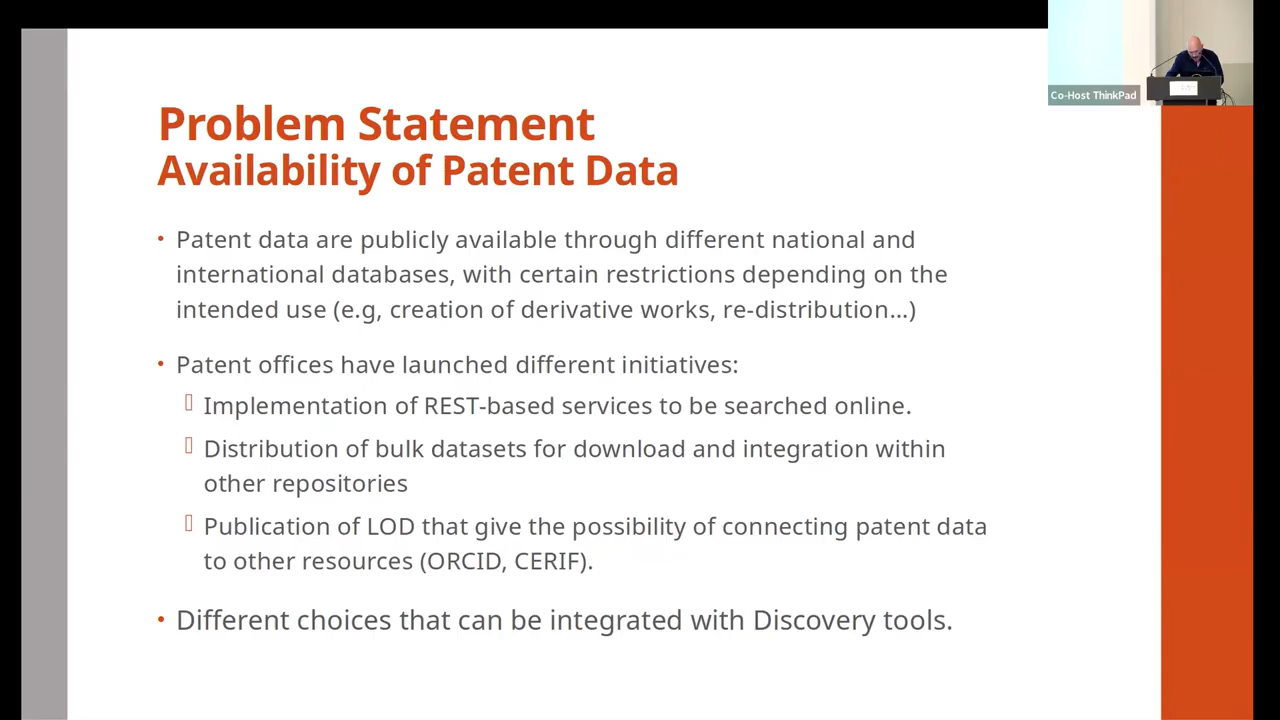 Co-Host ThinkPad
Problem Statement
Availability of Patent Data
• Patent data are publicly available through different national and
international databases, with certain restrictions depending on the
intended use (e.g, creation of derivative works, re-distribution...)
• Patent offices have launched different initiatives:
Implementation of REST-based services to be searched online.
Distribution of bulk datasets for download and integration within
other repositories
Publication of LOD that give the possibility of connecting patent data
to other resources (ORCID, CERIF).
• Different choices that can be integrated with Discovery tools.